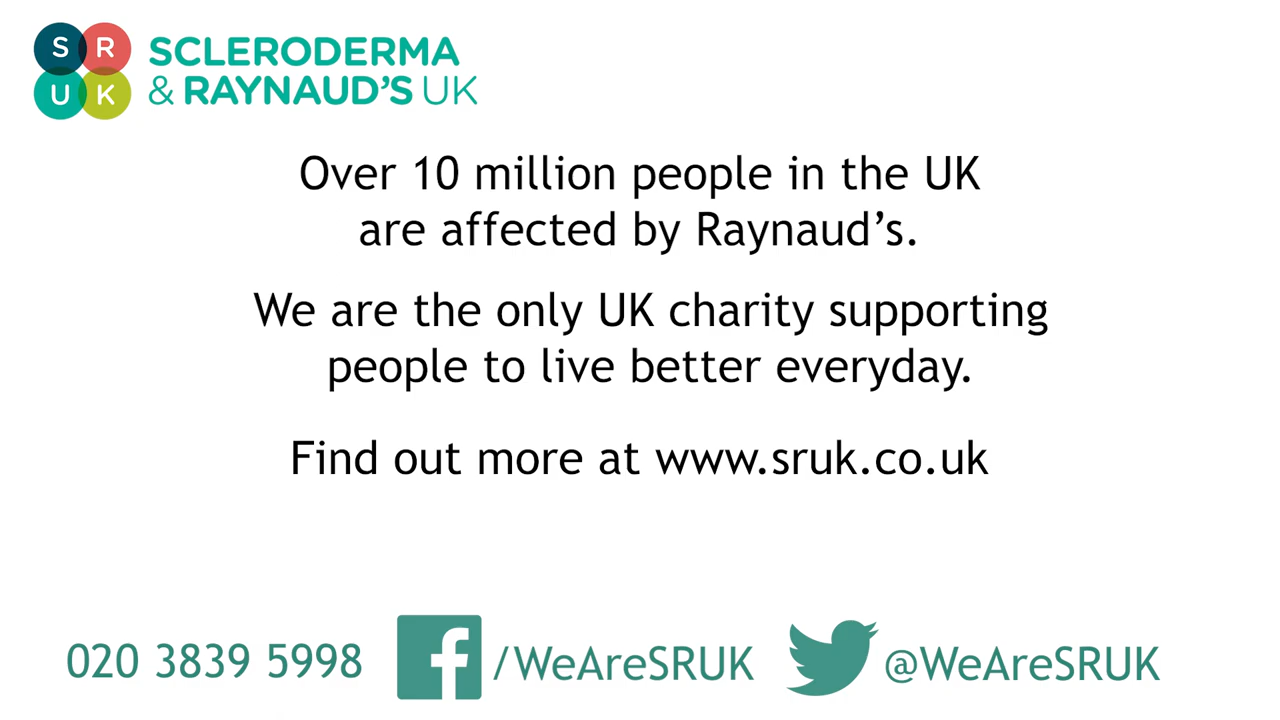 S R
U K
SCLERODERMA
& RAYNAUD'S UK
Over 10 million people in the UK
are affected by Raynaud’s.
We are the only UK charity supporting
people to live better everyday.
Find out more at www.sruk.co.uk
020 3839 5998 f /WeAreSRUK @WeAreSRUK